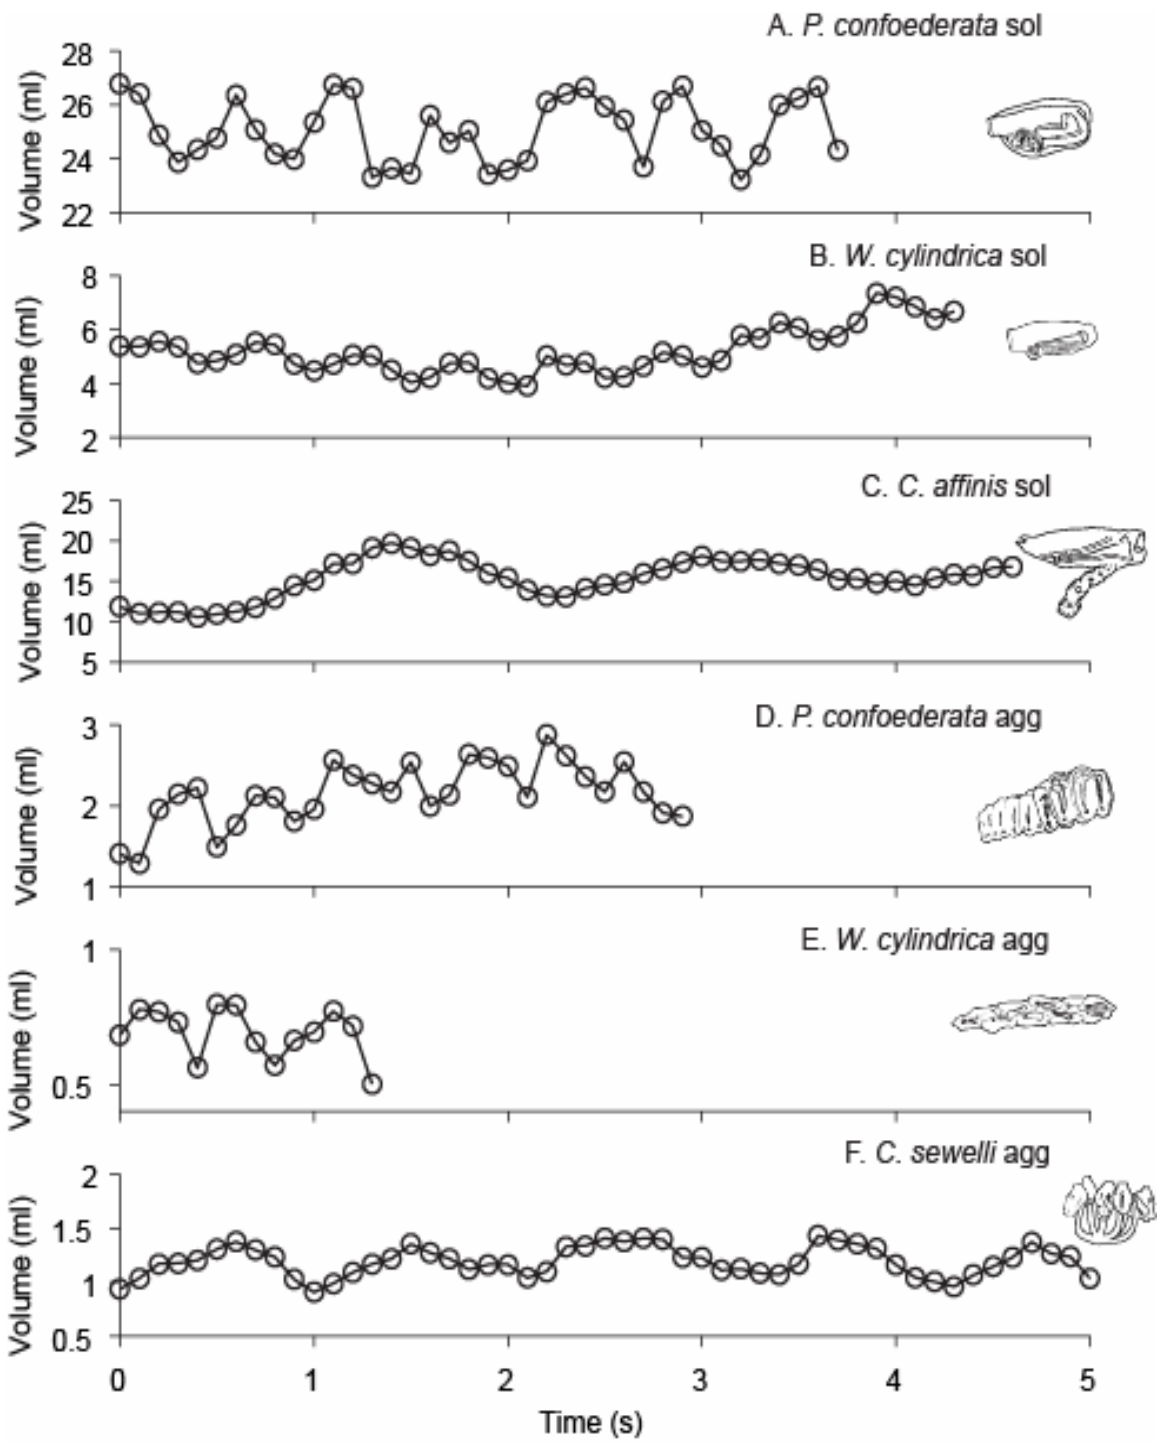 A. P. confoederata sol
Volume (ml)
28
26
24
22
B. W. cylindrica sol
Volume (ml)
8
6
4
2
C. C. affinis sol
Volume (ml)
25
20
15
10
5
D. P. confoederata agg
Volume (ml)
3
2
1
E. W. cylindrica agg
Volume (ml)
1
0.5
F. C. sewelli agg
Volume (ml)
2
1.5
1
0.5
0 1 2 3 4 5
Time (s)